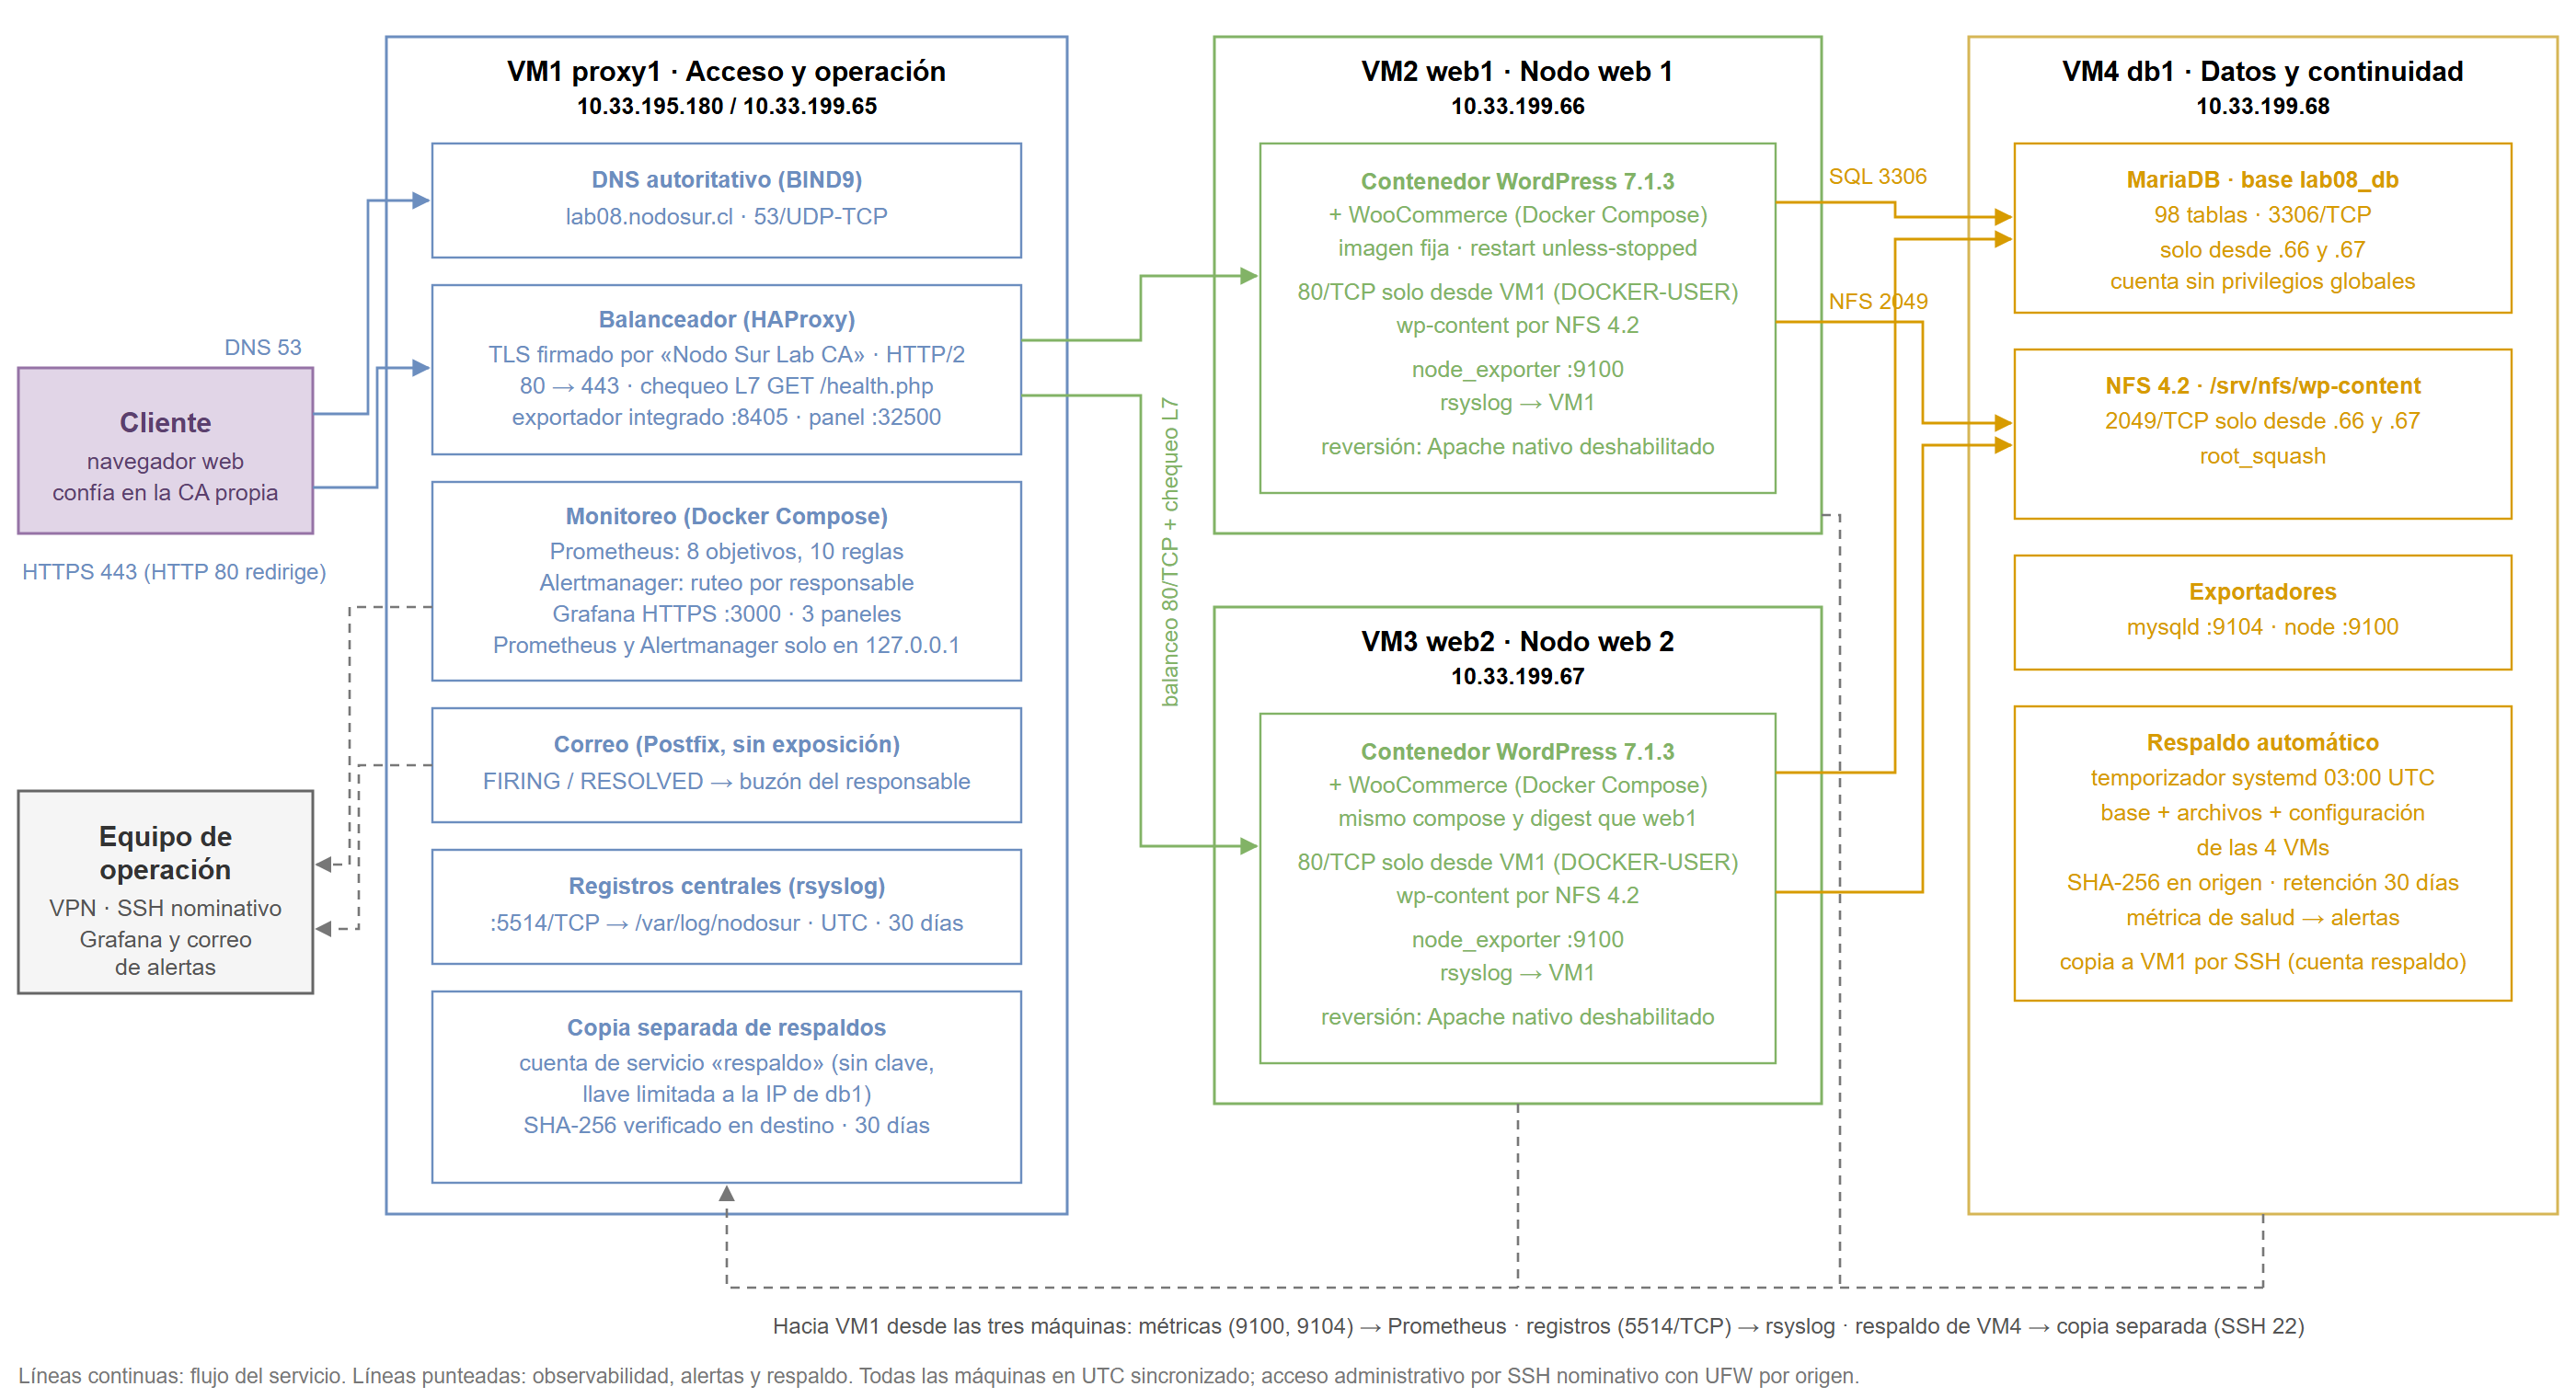 VM1 proxy1 · Acceso y operación
10.33.195.180 / 10.33.199.65
DNS autoritativo (BIND9)
lab08.nodosur.cl · 53/UDP-TCP
Balanceador (HAProxy)
TLS firmado por «Nodo Sur Lab CA» · HTTP/2
80 → 443 · chequeo L7 GET /health.php
exportador integrado :8405 · panel :32500
Monitoreo (Docker Compose)
Prometheus: 8 objetivos, 10 reglas
Alertmanager: ruteo por responsable
Grafana HTTPS :3000 · 3 paneles
Prometheus y Alertmanager solo en 127.0.0.1
Correo (Postfix, sin exposición)
FIRING / RESOLVED → buzón del responsable
Registros centrales (rsyslog)
:5514/TCP → /var/log/nodosur · UTC · 30 días
Copia separada de respaldos
cuenta de servicio «respaldo» (sin clave,
llave limitada a la IP de db1)
SHA-256 verificado en destino · 30 días
DNS 53
Cliente
navegador web
confía en la CA propia
HTTPS 443 (HTTP 80 redirige)
Equipo de
operación
VPN · SSH nominativo
Grafana y correo
de alertas
balanceo 80/TCP + chequeo L7
VM2 web1 · Nodo web 1
10.33.199.66
Contenedor WordPress 7.1.3
+ WooCommerce (Docker Compose)
imagen fija · restart unless-stopped
80/TCP solo desde VM1 (DOCKER-USER)
wp-content por NFS 4.2
node_exporter :9100
rsyslog → VM1
reversión: Apache nativo deshabilitado
VM3 web2 · Nodo web 2
10.33.199.67
Contenedor WordPress 7.1.3
+ WooCommerce (Docker Compose)
mismo compose y digest que web1
80/TCP solo desde VM1 (DOCKER-USER)
wp-content por NFS 4.2
node_exporter :9100
rsyslog → VM1
reversión: Apache nativo deshabilitado
SQL 3306
NFS 2049
VM4 db1 · Datos y continuidad
10.33.199.68
MariaDB · base lab08_db
98 tablas · 3306/TCP
solo desde .66 y .67
cuenta sin privilegios globales
NFS 4.2 · /srv/nfs/wp-content
2049/TCP solo desde .66 y .67
root_squash
Exportadores
mysqld :9104 · node :9100
Respaldo automático
temporizador systemd 03:00 UTC
base + archivos + configuración
de las 4 VMs
SHA-256 en origen · retención 30 días
métrica de salud → alertas
copia a VM1 por SSH (cuenta respaldo)
Hacia VM1 desde las tres máquinas: métricas (9100, 9104) → Prometheus · registros (5514/TCP) → rsyslog · respaldo de VM4 → copia separada (SSH 22)
Líneas continuas: flujo del servicio. Líneas punteadas: observabilidad, alertas y respaldo. Todas las máquinas en UTC sincronizado; acceso administrativo por SSH nominativo con UFW por origen.